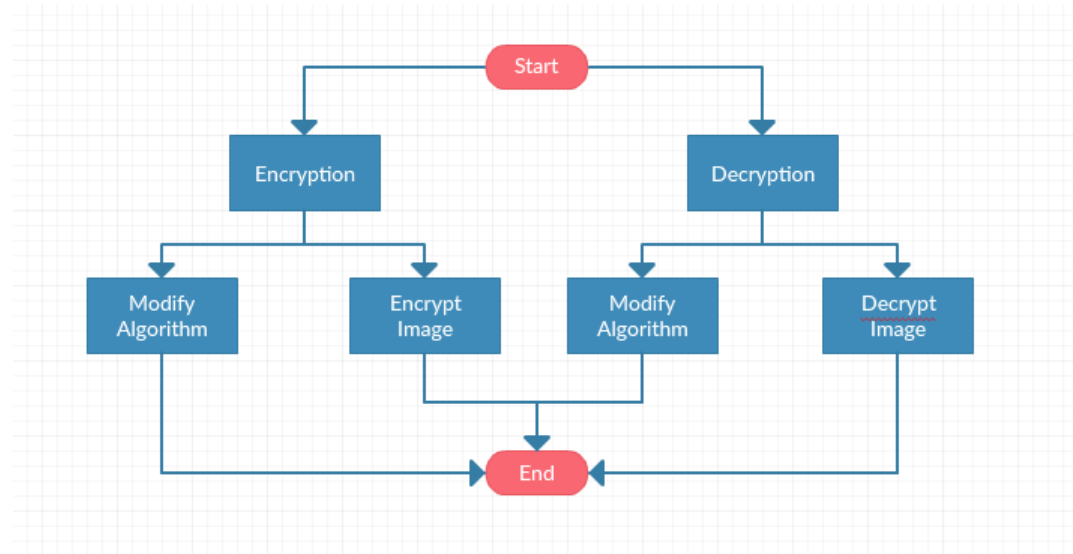 Start
Encryption
Decryption
Modify
Algorithm
Encrypt
Image
Modify
Algorithm
Decrypt
Image
End